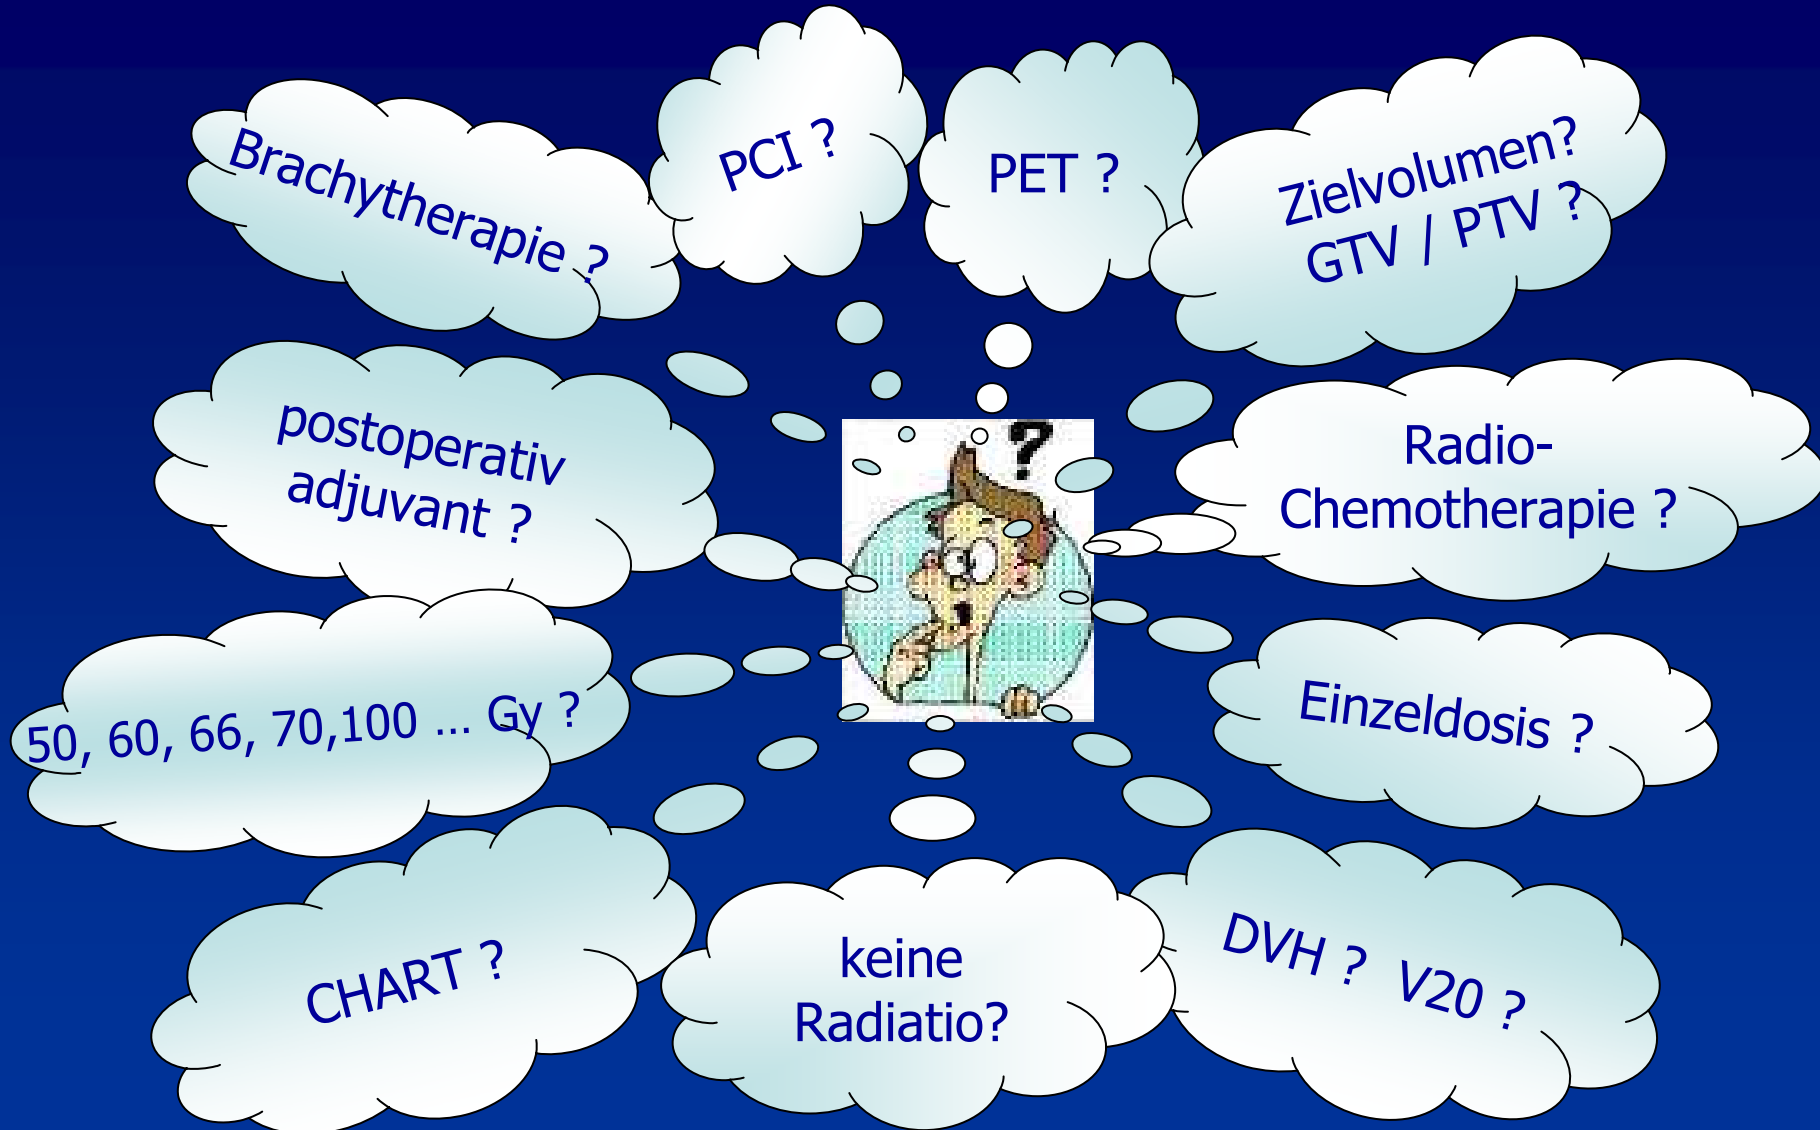 Brachytherapie ?
PCI ?
PET ?
Zielvolumen?
GTV / PTV ?
postoperativ
adjuvant ?
?
Radio-
Chemotherapie ?
50, 60, 66, 70,100 ... Gy ?
Einzeldosis ?
CHART ?
keine
Radiatio?
DVH ? V20 ?